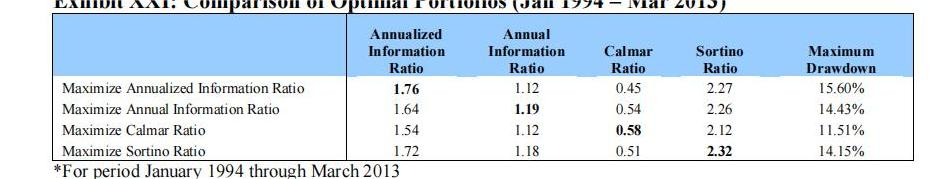 Exhibit XXI: Comparison of Optimal Portfolios (Jan 1994 – Mar 2013)
Annualized Information Ratio Annual Information Ratio Calmar Ratio Sortino Ratio Maximum Drawdown
Maximize Annualized Information Ratio 1.76 1.12 0.45 2.27 15.60%
Maximize Annual Information Ratio 1.64 1.19 0.54 2.26 14.43%
Maximize Calmar Ratio 1.54 1.12 0.58 2.12 11.51%
Maximize Sortino Ratio 1.72 1.18 0.51 2.32 14.15%
*For period January 1994 through March 2013